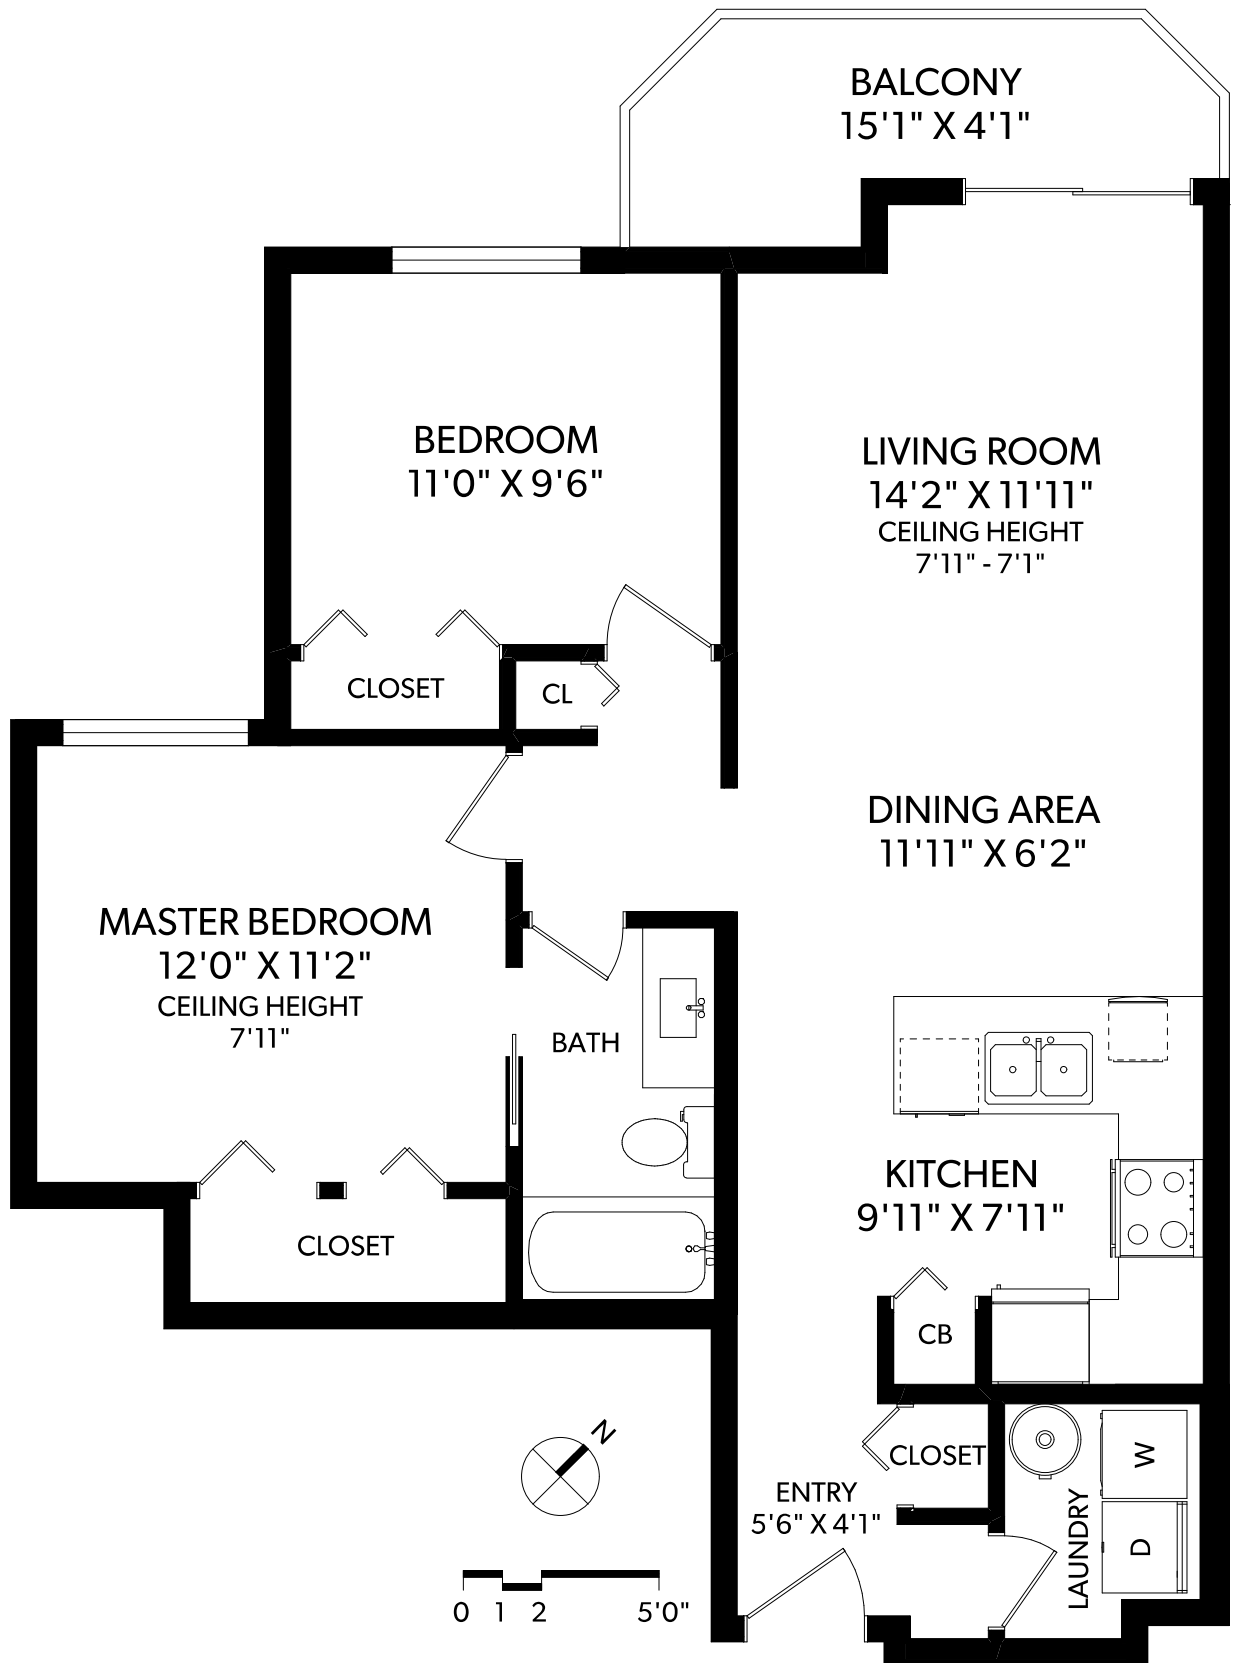 BALCONY
15'1" X 4'1"
BEDROOM
11'0" X 9'6"
LIVING ROOM
14'2" X 11'11"
CEILING HEIGHT
7'11" - 7'1"
CLOSET
CL
DINING AREA
11'11" X 6'2"
MASTER BEDROOM
12'0" X 11'2"
CEILING HEIGHT
7'11"
BATH
KITCHEN
9'11" X 7'11"
CLOSET
CB
N
CLOSET
W
ENTRY
5'6" X 4'1"
LAUNDRY
D
0 1 2 5'0"